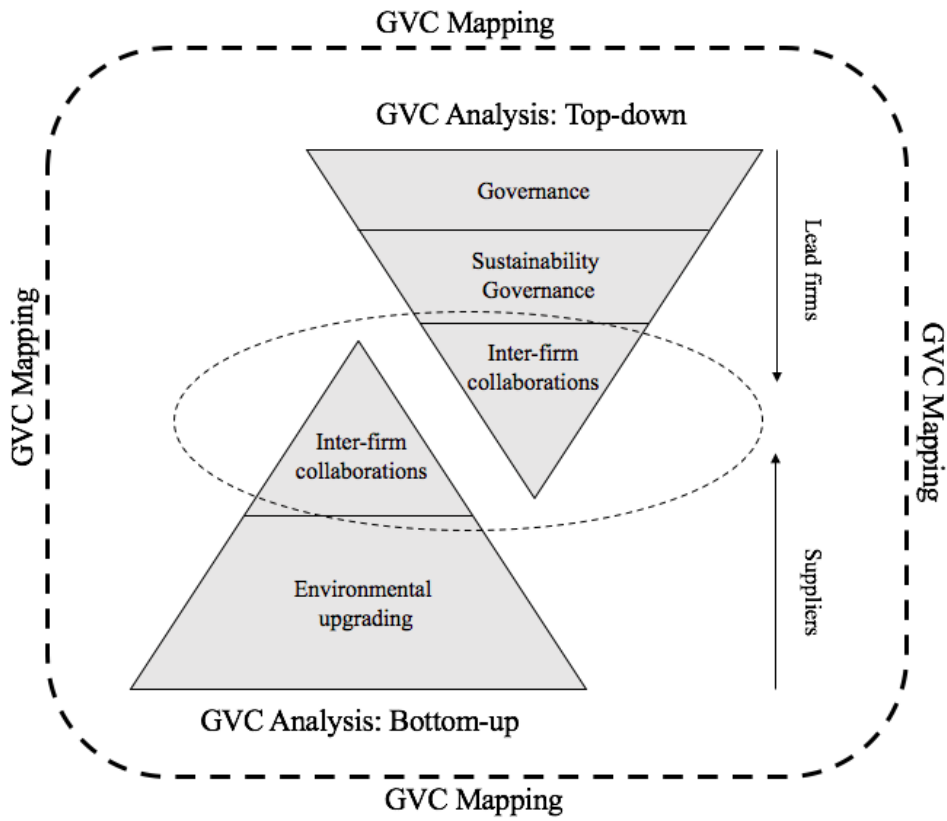 GVC Mapping
GVC Analysis: Top-down
Governance
Sustainability
Governance
Inter-firm
collaborations
Lead firms
GVC Mapping
GVC Mapping
Inter-firm
collaborations
Environmental
upgrading
Suppliers
GVC Analysis: Bottom-up
GVC Mapping